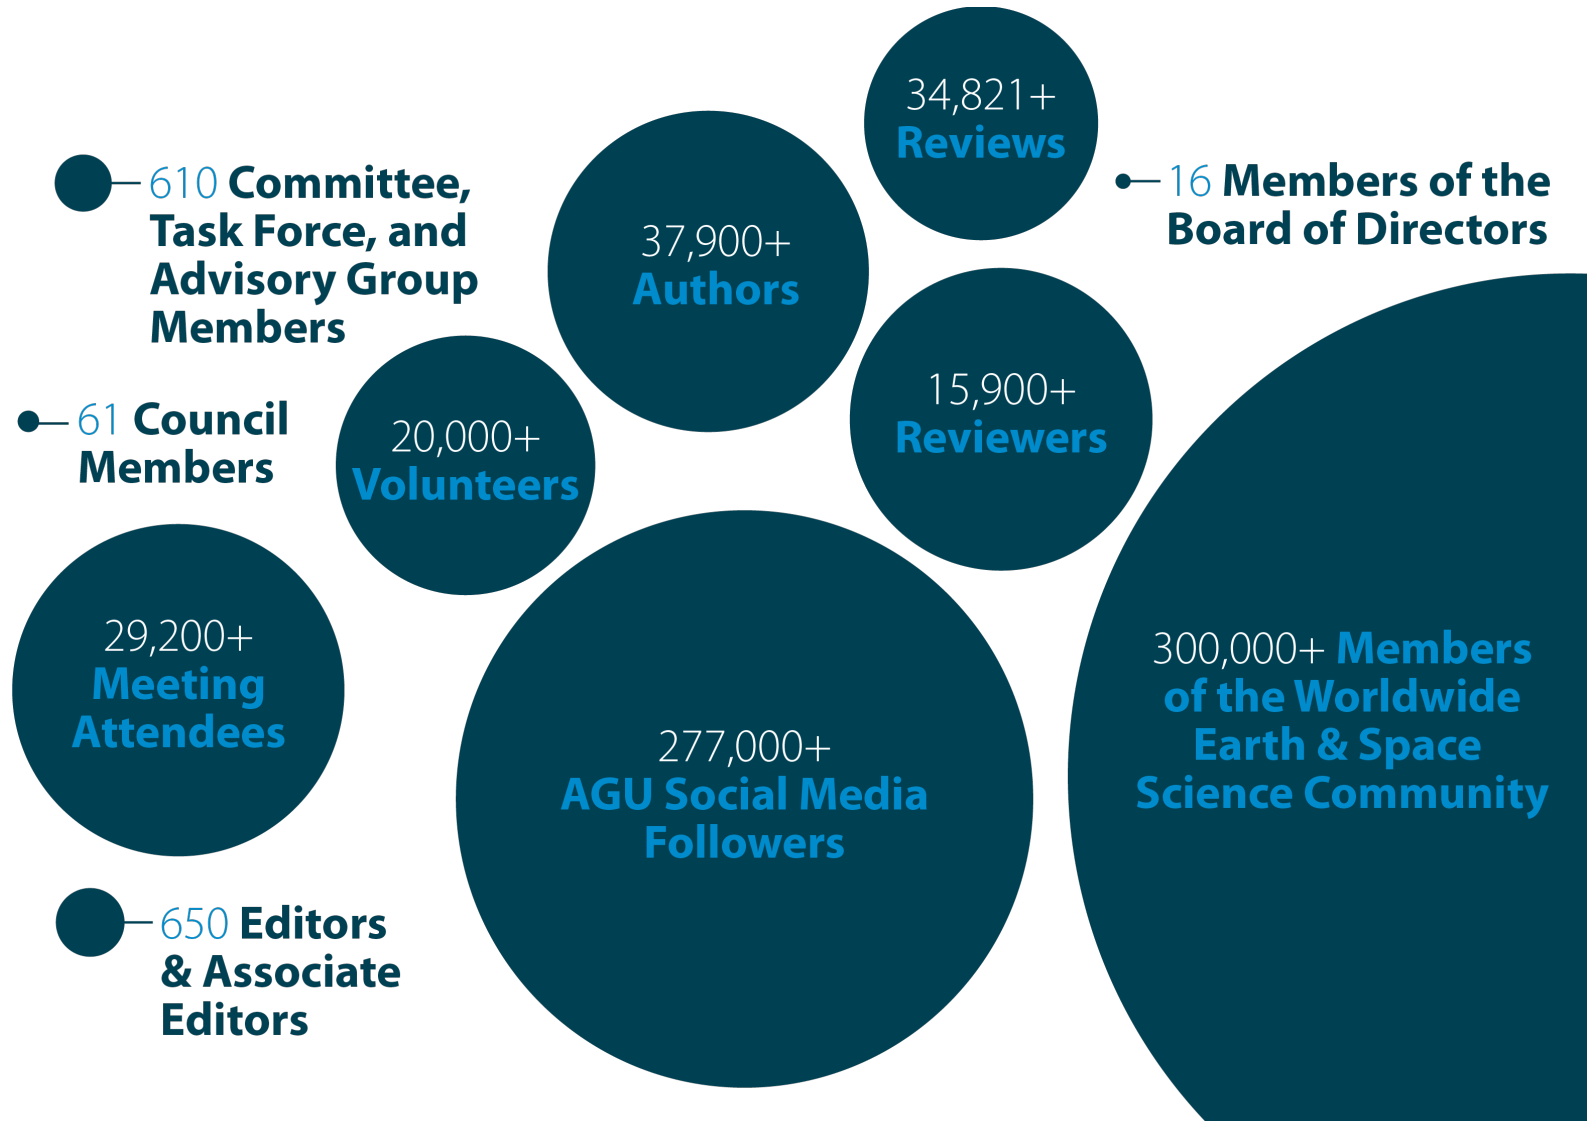 34,821+
Reviews
610 Committee,
Task Force, and
Advisory Group
Members
16 Members of the
Board of Directors
37,900+
Authors
15,900+
Reviewers
61 Council
Members
20,000+
Volunteers
29,200+
Meeting
Attendees
300,000+ Members
of the Worldwide
Earth & Space
Science Community
277,000+
AGU Social Media
Followers
650 Editors
& Associate
Editors